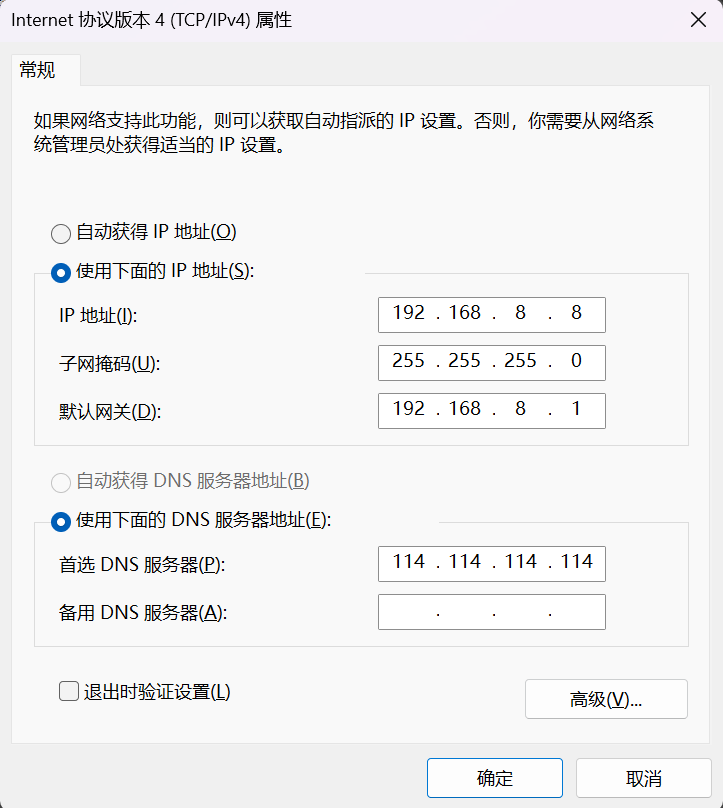 Internet 协议版本 4 (TCP/IPv4) 属性
常规
如果网络支持此功能，则可以获取自动指派的 IP 设置。否则，你需要从网络系
统管理员处获得适当的 IP 设置。
自动获得 IP 地址(O)
使用下面的 IP 地址(S):
IP 地址(I): 192 . 168 . 8 . 8
子网掩码(U): 255 . 255 . 255 . 0
默认网关(D): 192 . 168 . 8 . 1
自动获得 DNS 服务器地址(B)
使用下面的 DNS 服务器地址(E):
首选 DNS 服务器(P): 114 . 114 . 114 . 114
备用 DNS 服务器(A): . . .
退出时验证设置(L)
高级(V)...
确定 取消